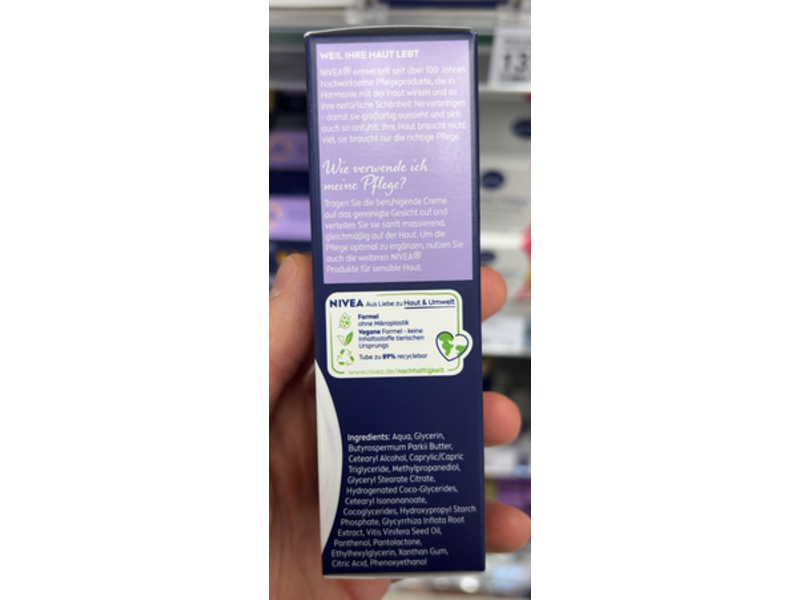 WEIL IHRE HAUT LEBT
NIVEA® entwickelt seit über 100 Jahren
hochwirksame Pflegeprodukte, die in
Harmonie mit der Haut wirken und so
ihre natürliche Schönheit hervorbringen
- damit sie großartig aussieht und sich
auch so anfühlt. Ihre Haut braucht nicht
viel, sie braucht nur die richtige Pflege.
Wie verwende ich
meine Pflege?
Tragen Sie die beruhigende Creme
auf das gereinigte Gesicht auf und
verteilen Sie sie sanft massierend,
gleichmäßig auf der Haut. Um die
Pflege optimal zu ergänzen, nutzen Sie
auch die weiteren NIVEA®
Produkte für sensible Haut.
NIVEA Aus Liebe zu Haut & Umwelt
Formel
ohne Mikroplastik
Vegane Formel - keine
Inhaltsstoffe tierischen
Ursprungs
Tube zu 89% recyclebar
www.nivea.de/nachhaltigkeit
Ingredients: Aqua, Glycerin,
Butyrospermum Parkii Butter,
Cetearyl Alcohol, Caprylic/Capric
Triglyceride, Methylpropanediol,
Glyceryl Stearate Citrate,
Hydrogenated Coco-Glycerides,
Cetearyl Isononanoate,
Cocoglycerides, Hydroxypropyl Starch
Phosphate, Glycyrrhiza Inflata Root
Extract, Vitis Vinifera Seed Oil,
Panthenol, Pantolactone,
Ethylhexylglycerin, Xanthan Gum,
Citric Acid, Phenoxyethanol
13